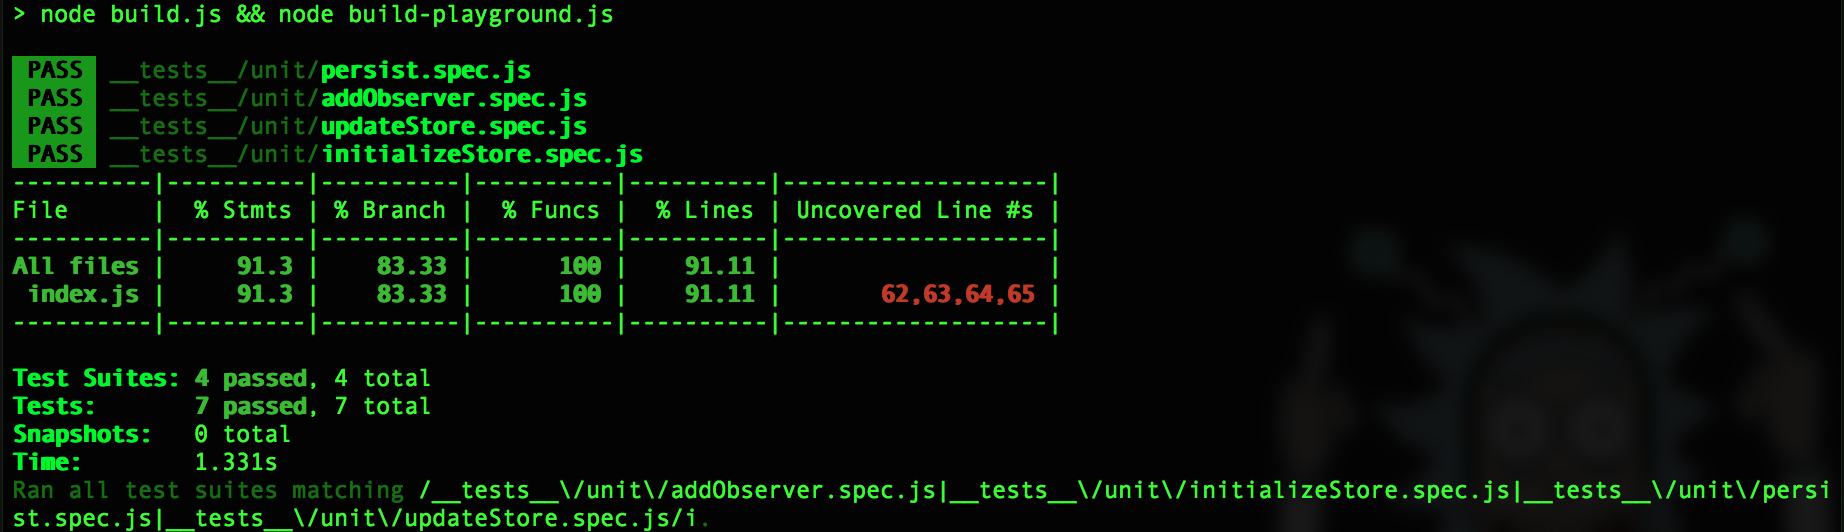 > node build.js && node build-playground.js
PASS __tests__/unit/persist.spec.js
PASS __tests__/unit/addObserver.spec.js
PASS __tests__/unit/updateStore.spec.js
PASS __tests__/unit/initializeStore.spec.js
----------|----------|----------|----------|----------|-------------------|
File      |  % Stmts | % Branch |  % Funcs |  % Lines | Uncovered Line #s |
----------|----------|----------|----------|----------|-------------------|
All files |     91.3 |    83.33 |      100 |    91.11 |                   |
 index.js |     91.3 |    83.33 |      100 |    91.11 |       62,63,64,65 |
----------|----------|----------|----------|----------|-------------------|
Test Suites: 4 passed, 4 total
Tests:       7 passed, 7 total
Snapshots:   0 total
Time:        1.331s
Ran all test suites matching /__tests__\/unit\/addObserver.spec.js|__tests__\/unit\/initializeStore.spec.js|__tests__\/unit\/persi
st.spec.js|__tests__\/unit\/updateStore.spec.js/i.